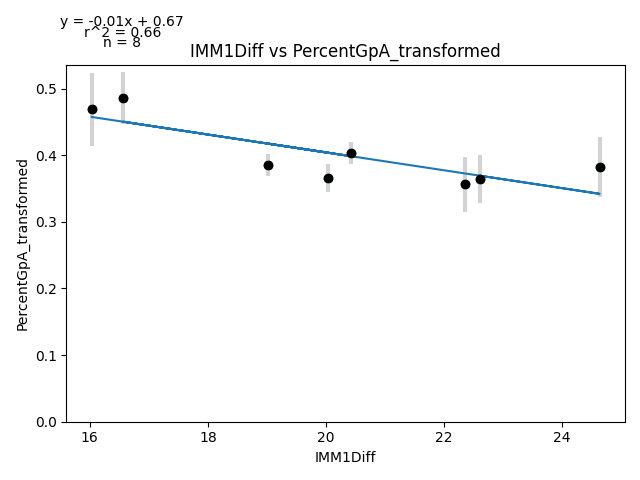 y = -0.01x + 0.67
r^2 = 0.66
n = 8
IMM1Diff vs PercentGpA_transformed
PercentGpA_transformed
0.5
0.4
0.3
0.2
0.1
0.0
16 18 20 22 24
IMM1Diff